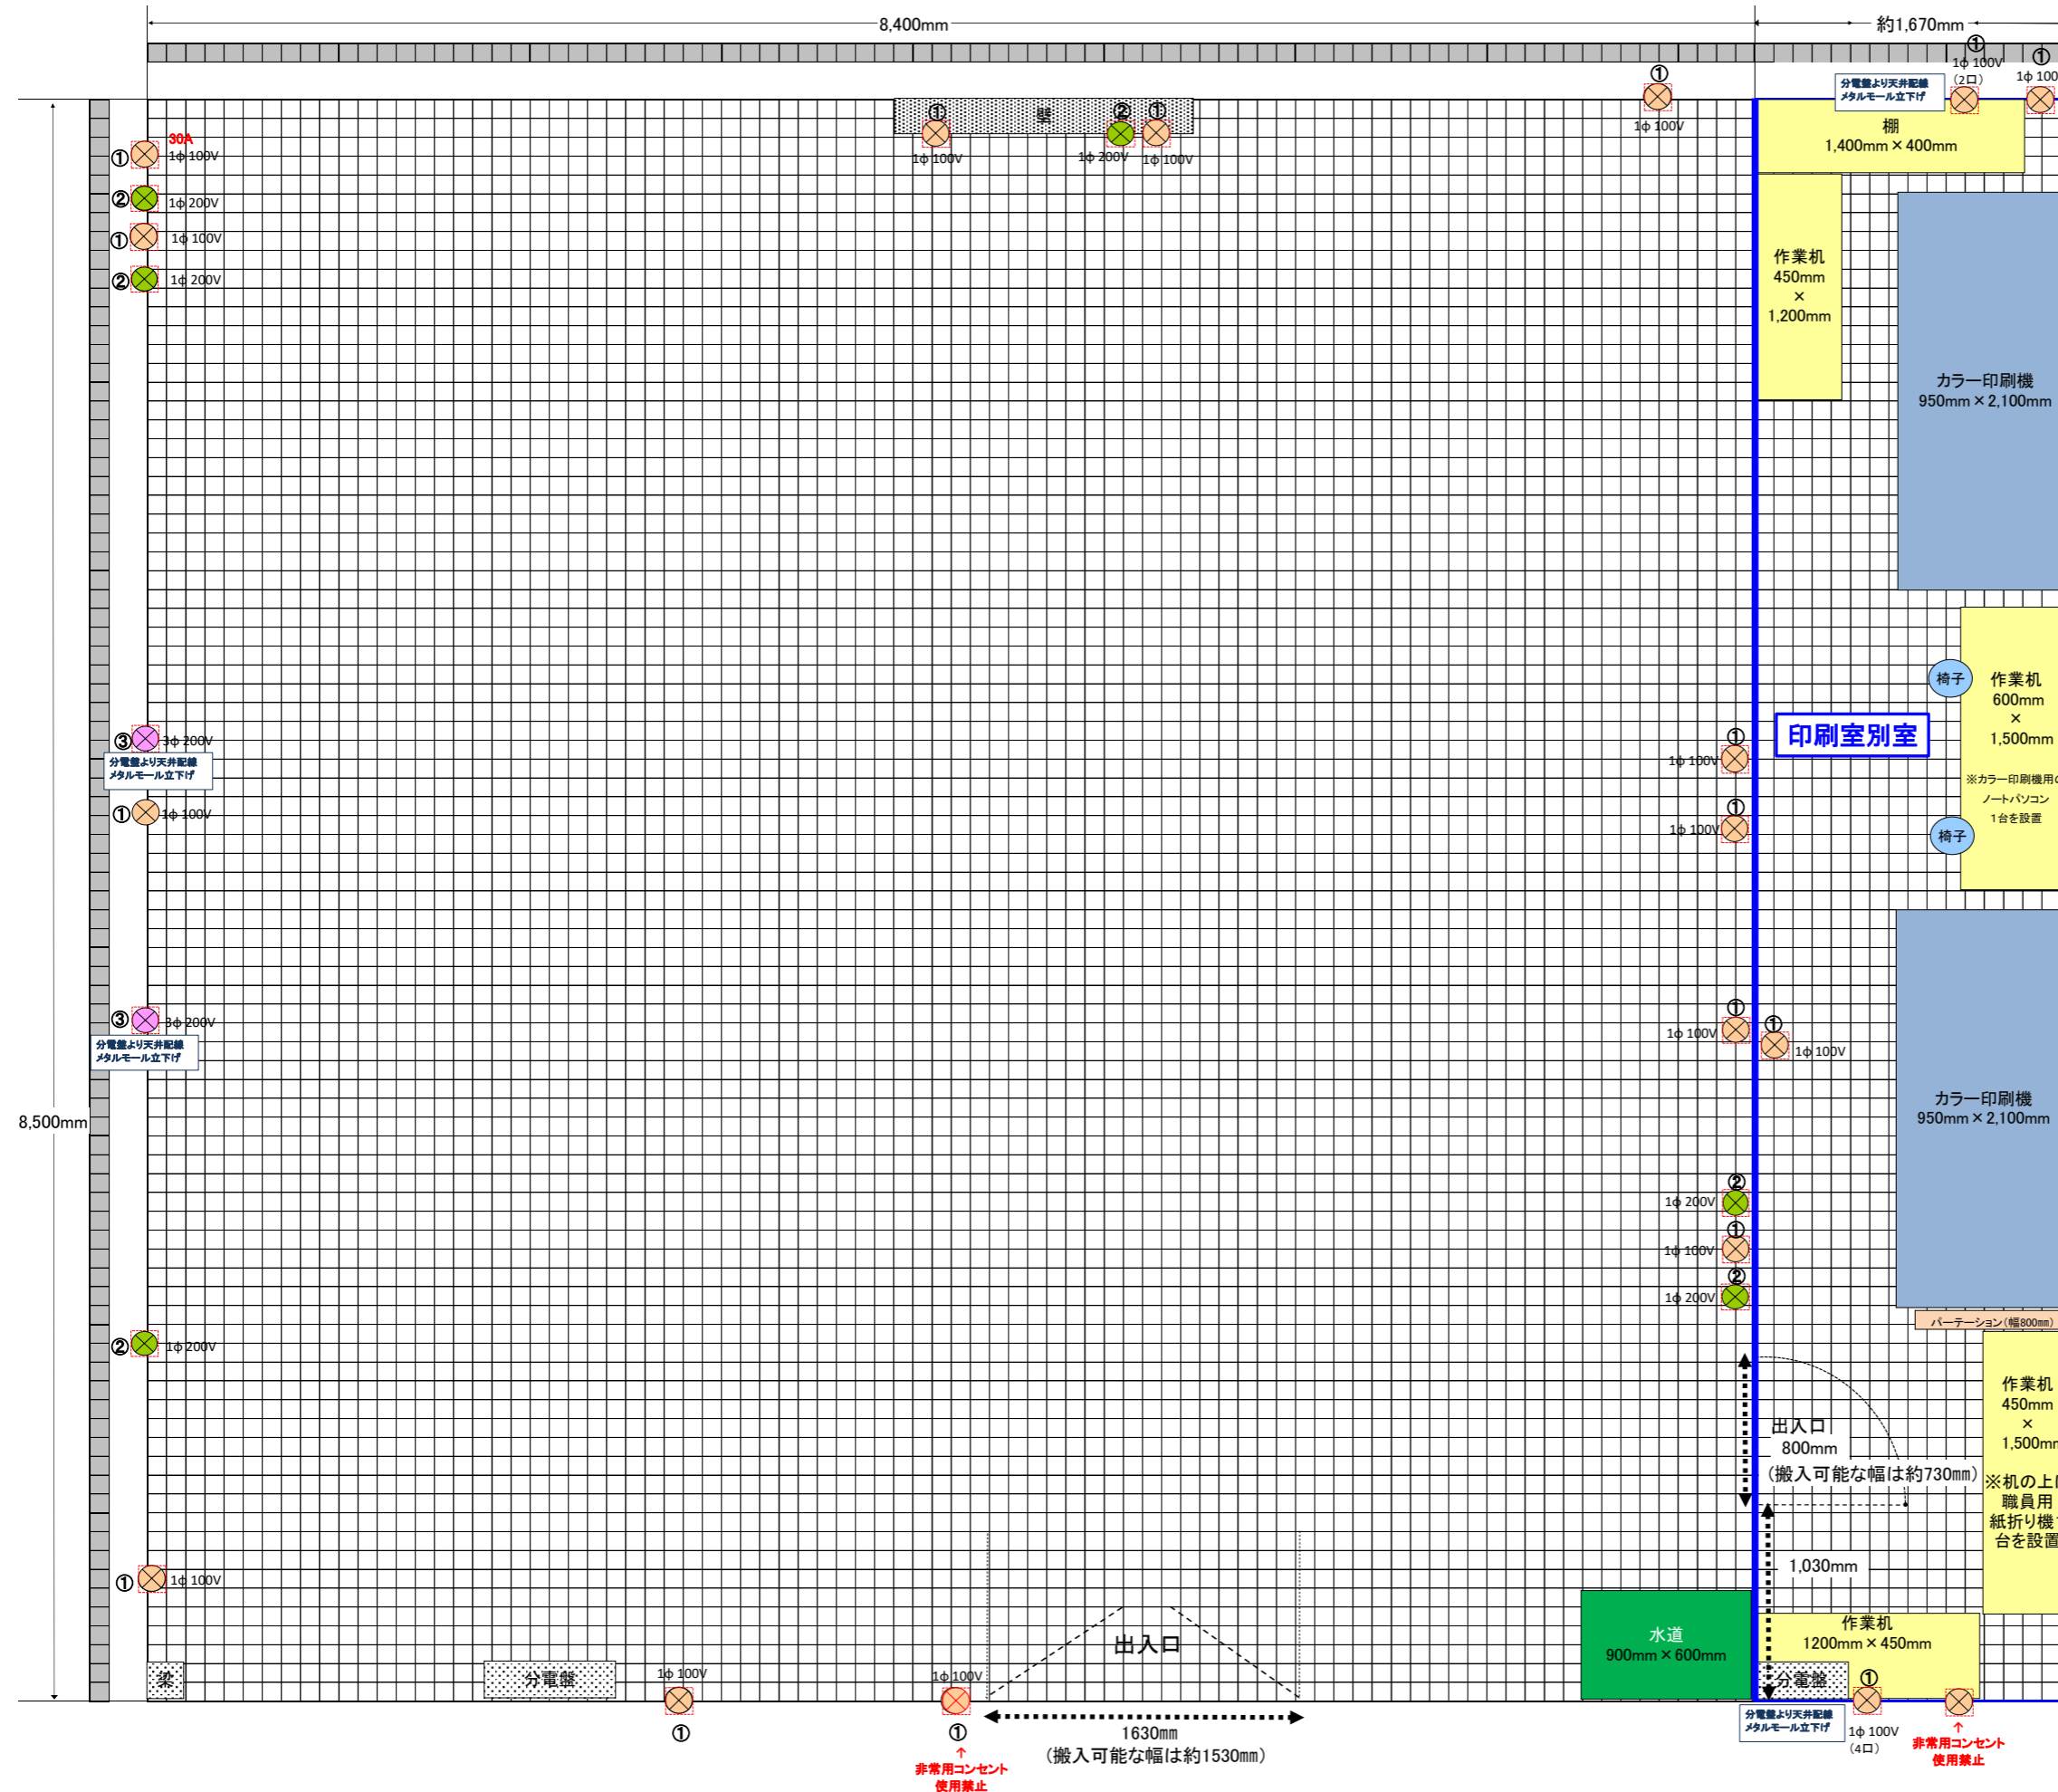 8,400mm
約1,670mm
①
①
1φ 100V
(2口)
1φ 100
分電盤より天井配線
メタルモール立下げ
①
1φ 100V
壁
①
1φ 100V
②
1φ 200V
①
1φ 100V
棚
1,400mm×400mm
30A
①
1φ 100V
②
1φ 200V
①
1φ 100V
②
1φ 200V
作業机
450mm
×
1,200mm
カラー印刷機
950mm×2,100mm
椅子
作業机
600mm
×
1,500mm
※カラー印刷機用の
ノートパソコン
1台を設置
椅子
印刷室別室
③
3φ 200V
分電盤より天井配線
メタルモール立下げ
①
1φ 100V
①
1φ 100V
①
1φ 100V
③
3φ 200V
分電盤より天井配線
メタルモール立下げ
①
1φ 100V
①
1φ 100V
8,500mm
カラー印刷機
950mm×2,100mm
②
1φ 200V
①
1φ 100V
②
1φ 200V
パーテーション(幅800mm)
②
1φ 200V
作業机
450mm
×
1,500mm
※机の上に
職員用
紙折り機
台を設置
出入口
800mm
(搬入可能な幅は約730mm)
1,030mm
①
1φ 100V
水道
900mm×600mm
作業机
1200mm×450mm
出入口
梁
分電盤
1φ 100V
①
1φ 100V
①
↑
非常用コンセント
使用禁止
1630mm
(搬入可能な幅は約1530mm)
分電盤
分電盤より天井配線
メタルモール立下げ
①
1φ 100V
(4口)
↑
非常用コンセント
使用禁止